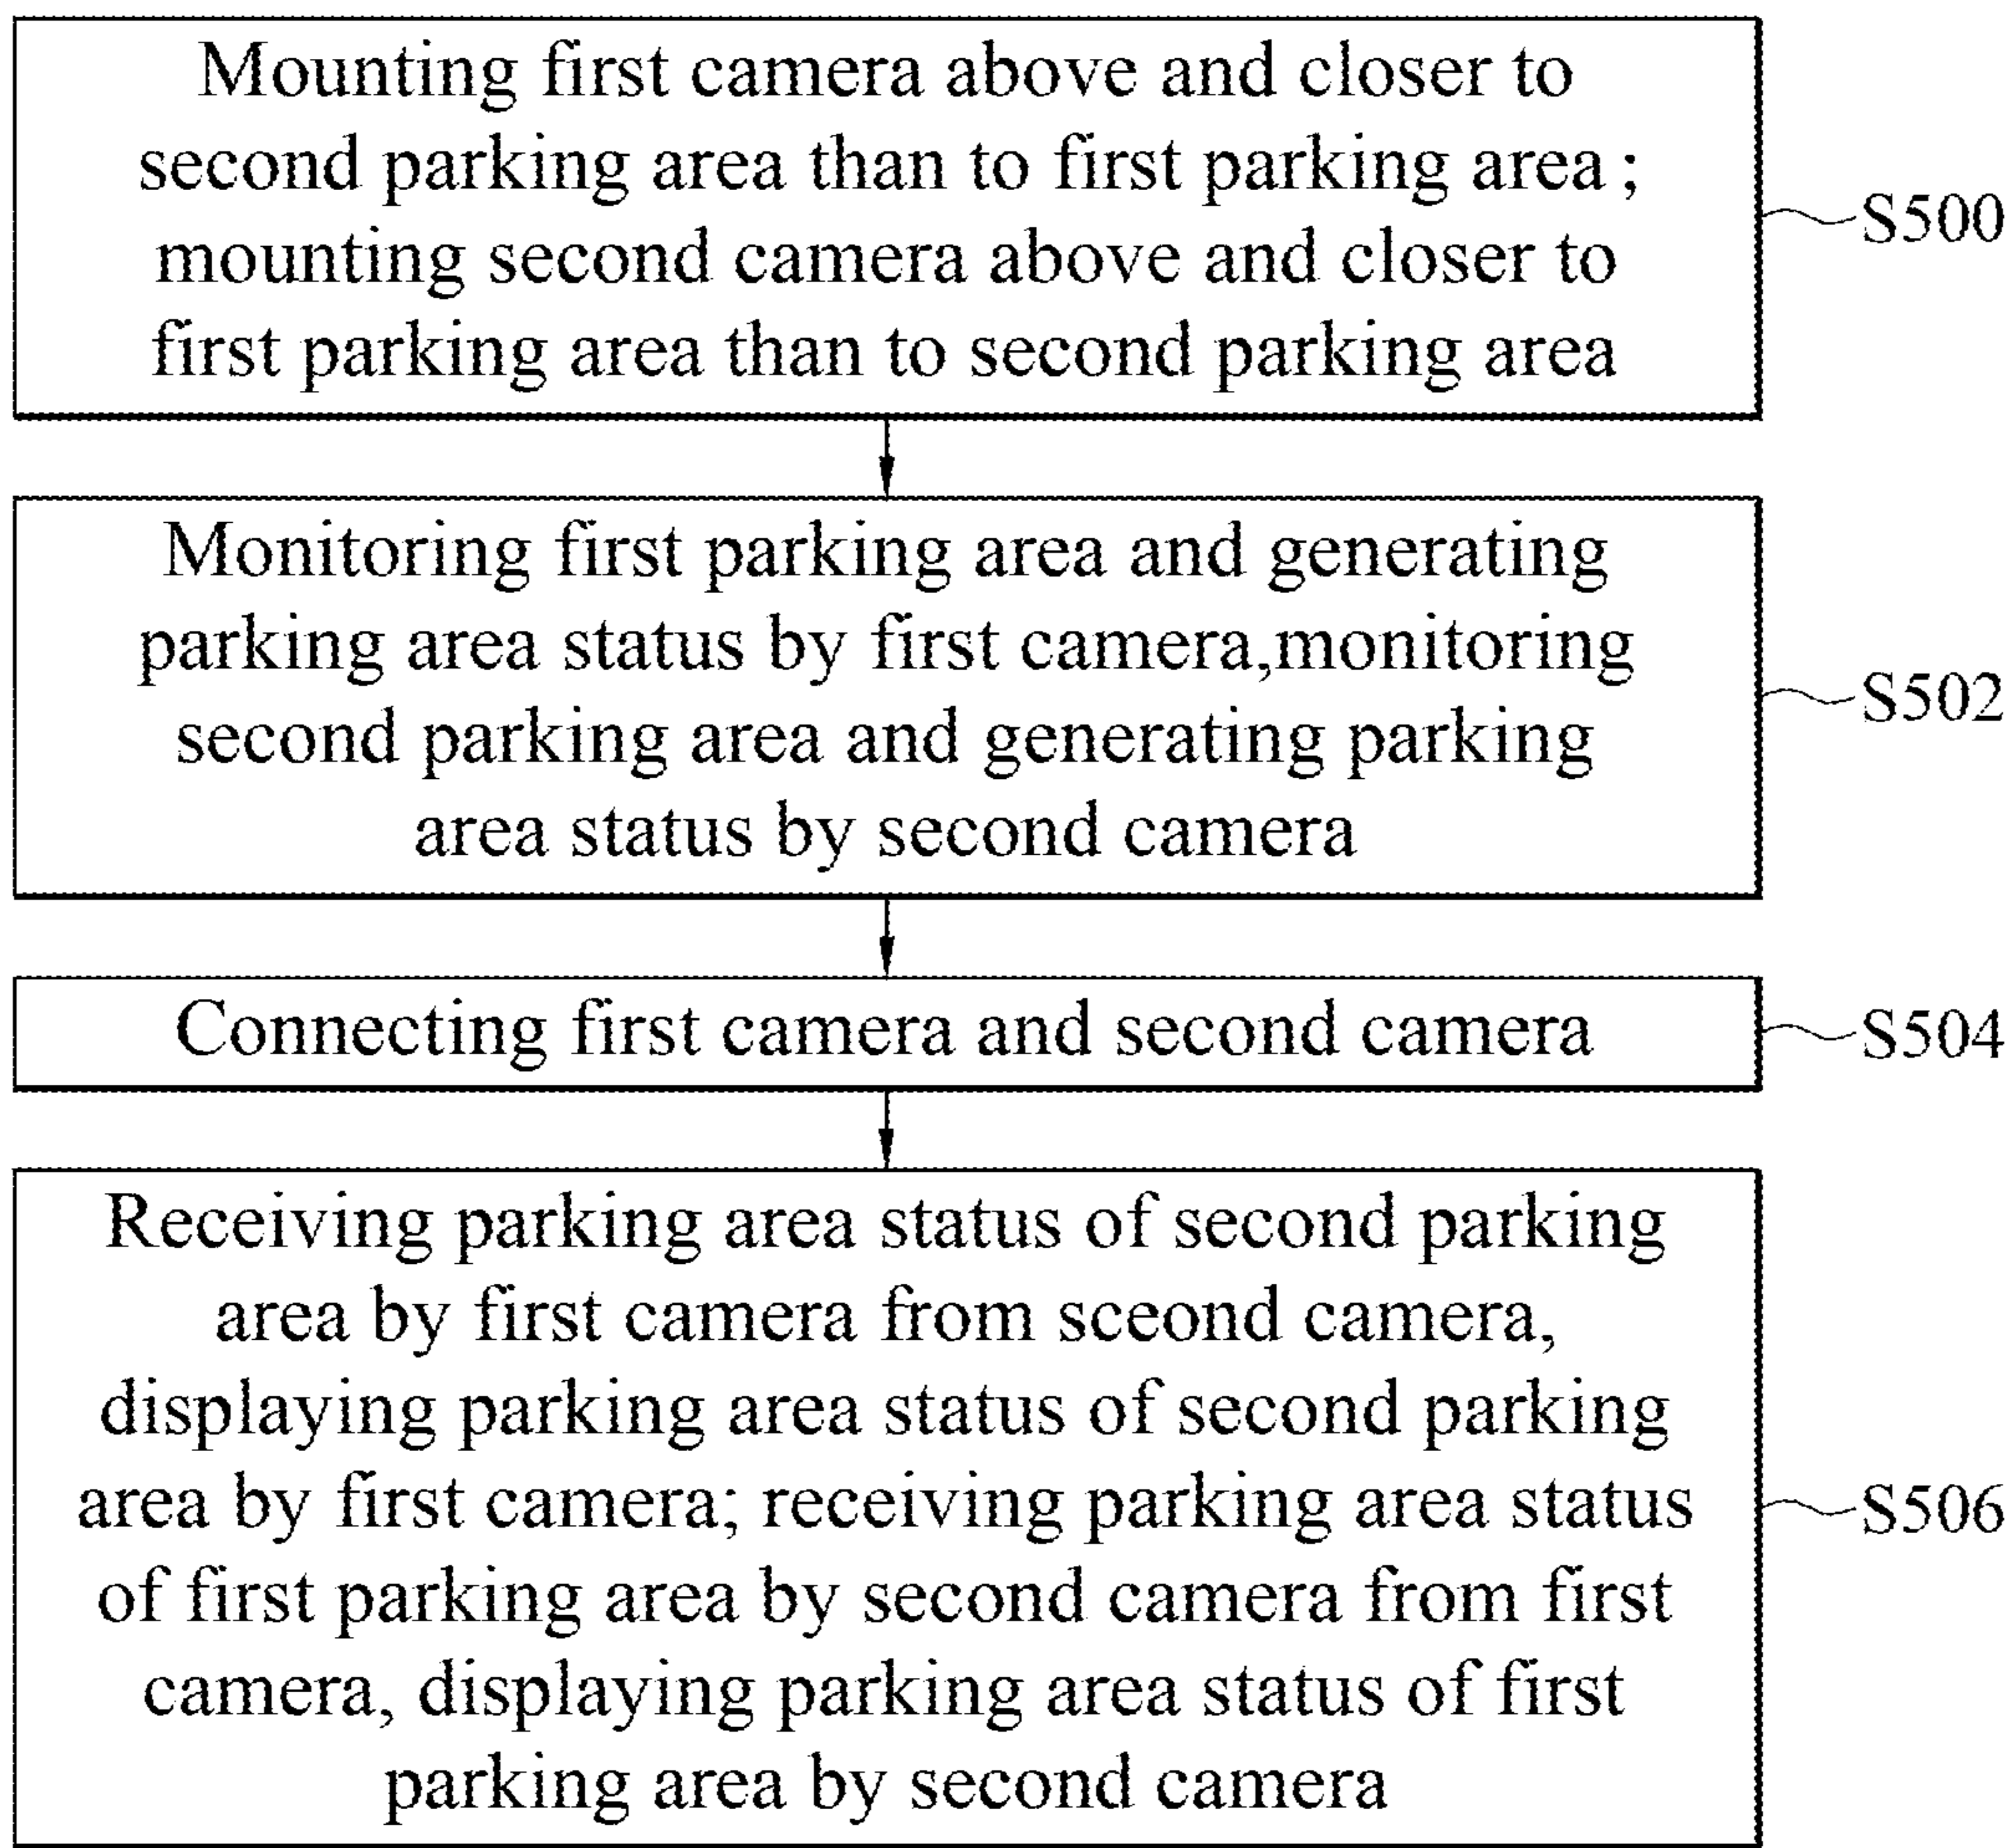 Mounting first camera above and closer to
second parking area than to first parking area ;
mounting second camera above and closer to
first parking area than to second parking area
S500
Monitoring first parking area and generating
parking area status by first camera,monitoring
second parking area and generating parking
area status by second camera
S502
Connecting first camera and second camera
S504
Receiving parking area status of second parking
area by first camera from sceond camera,
displaying parking area status of second parking
area by first camera; receiving parking area status
of first parking area by second camera from first
camera, displaying parking area status of first
parking area by second camera
S506